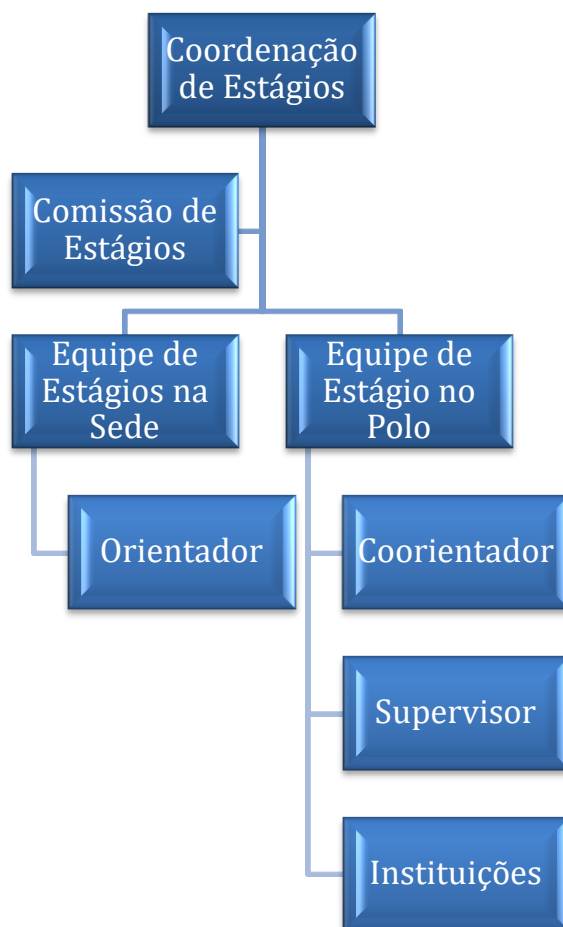 Coordenação
de Estágios
Comissão de
Estágios
Equipe de
Estágios na
Sede
Equipe de
Estágio no
Polo
Orientador
Coorientador
Supervisor
Instituições